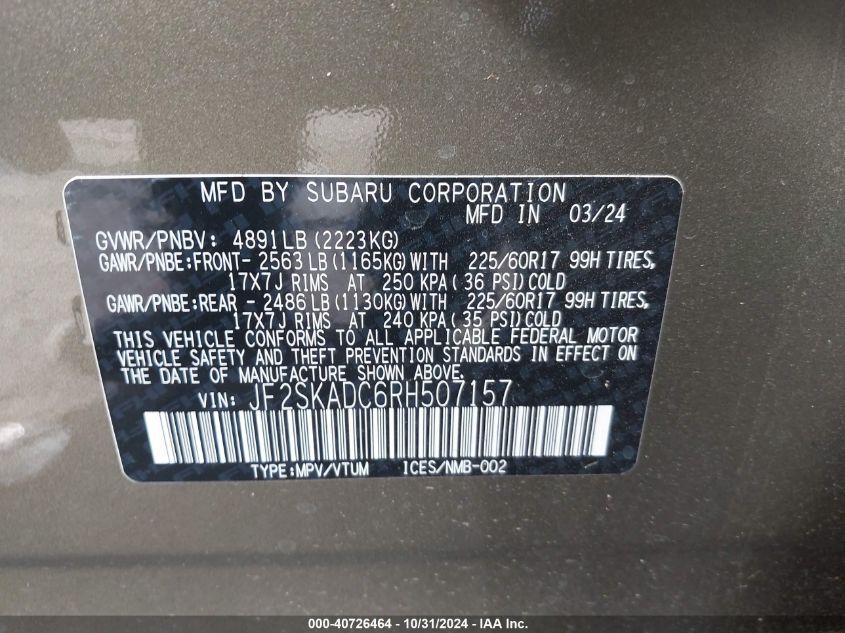 MFD BY SUBARU CORPORATION
MFD IN 03/24
GVWR/PNBV: 4891LB(2223KG)
GAWR/PNBE:FRONT- 2563LB(1165KG)WITH 225/60R17 99H TIRES,
17X7J RIMS AT 250 KPA( 36 PSI)COLD
GAWR/PNBE:REAR - 2486LB(1130KG)WITH 225/60R17 99H TIRES,
17X7J RIMS AT 240 KPA( 35 PSI)COLD
THIS VEHICLE CONFORMS TO ALL APPLICABLE FEDERAL MOTOR
VEHICLE SAFETY AND THEFT PREVENTION STANDARDS IN EFFECT ON
THE DATE OF MANUFACTURE SHOWN ABOVE.
VIN: JF2SKADC6RH507157
TYPE:MPV/VTUM ICES/NMB-002
000-40726464 - 10/31/2024 - IAA Inc.